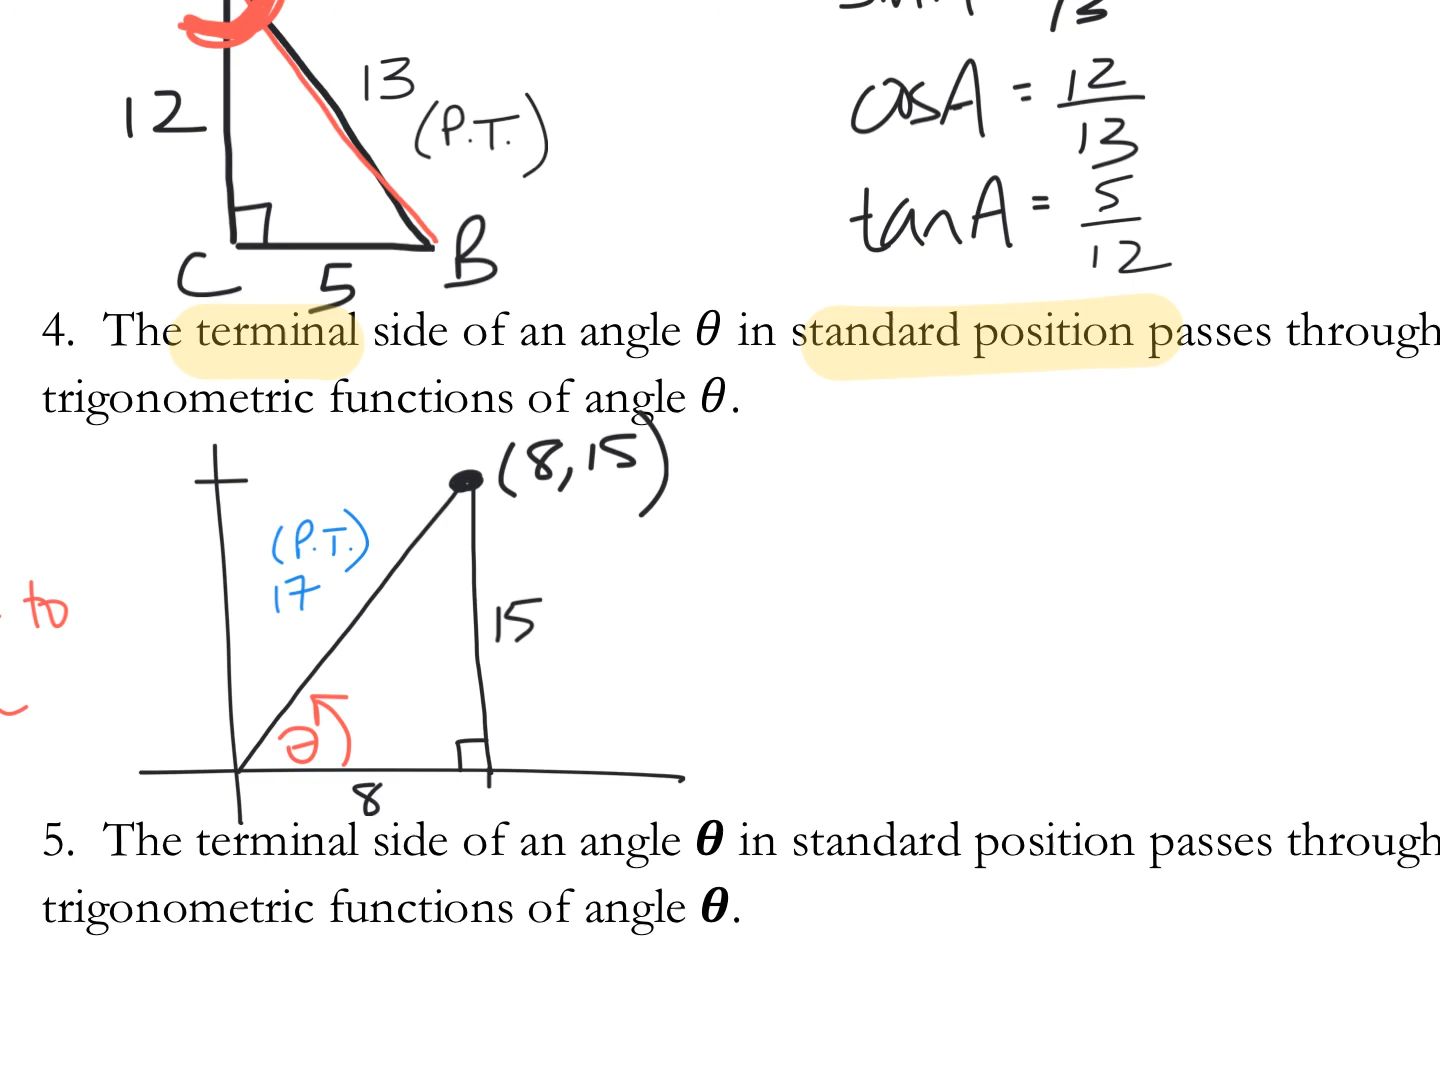 13
12
(P.T.)
C
5
B
cosA = 12/13
tanA = 5/12
4. The terminal side of an angle θ in standard position passes through
trigonometric functions of angle θ.
(8,15)
(P.T.)
17
to
15
θ
8
5. The terminal side of an angle θ in standard position passes through
trigonometric functions of angle θ.